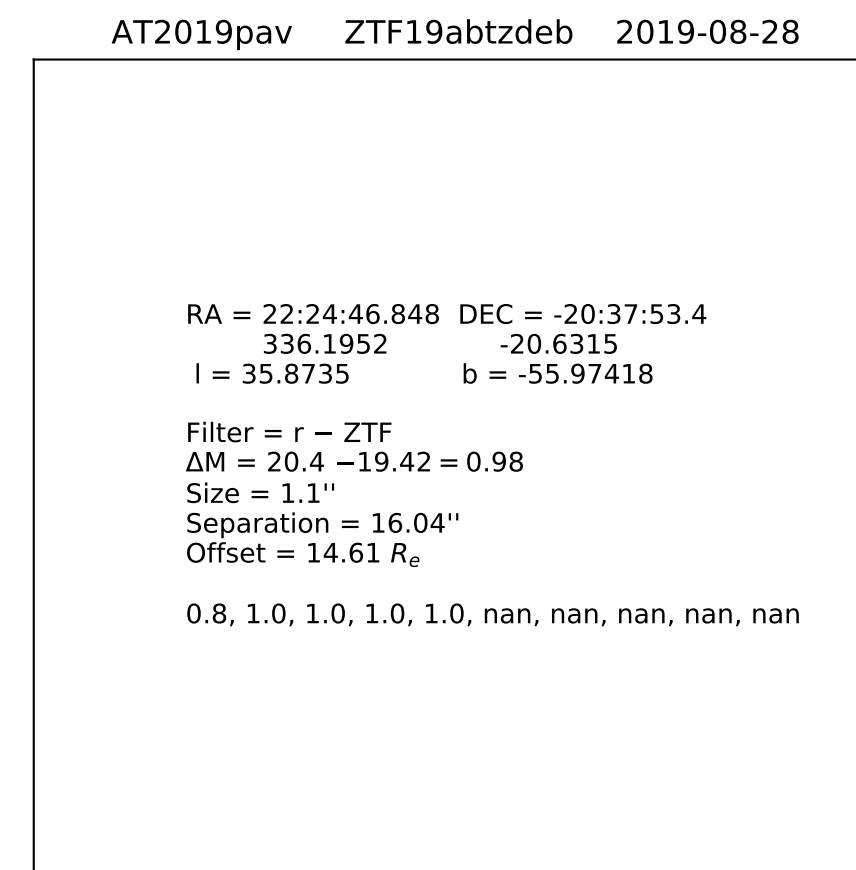 AT2019pav ZTF19abtzdeb 2019-08-28
RA = 22:24:46.848 DEC = -20:37:53.4
336.1952 -20.6315
l = 35.8735 b = -55.97418
Filter = r − ZTF
ΔM = 20.4 −19.42 = 0.98
Size = 1.1''
Separation = 16.04''
Offset = 14.61 Re
0.8, 1.0, 1.0, 1.0, 1.0, nan, nan, nan, nan, nan